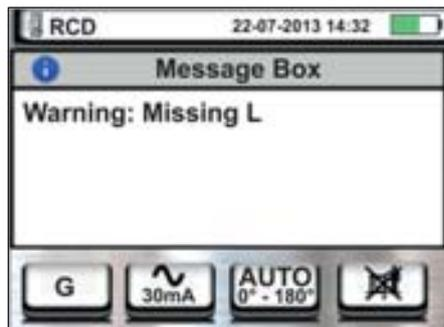 RCD 22-07-2013 14:32
Message Box
Warning: Missing L
G
30mA
AUTO
0° - 180°